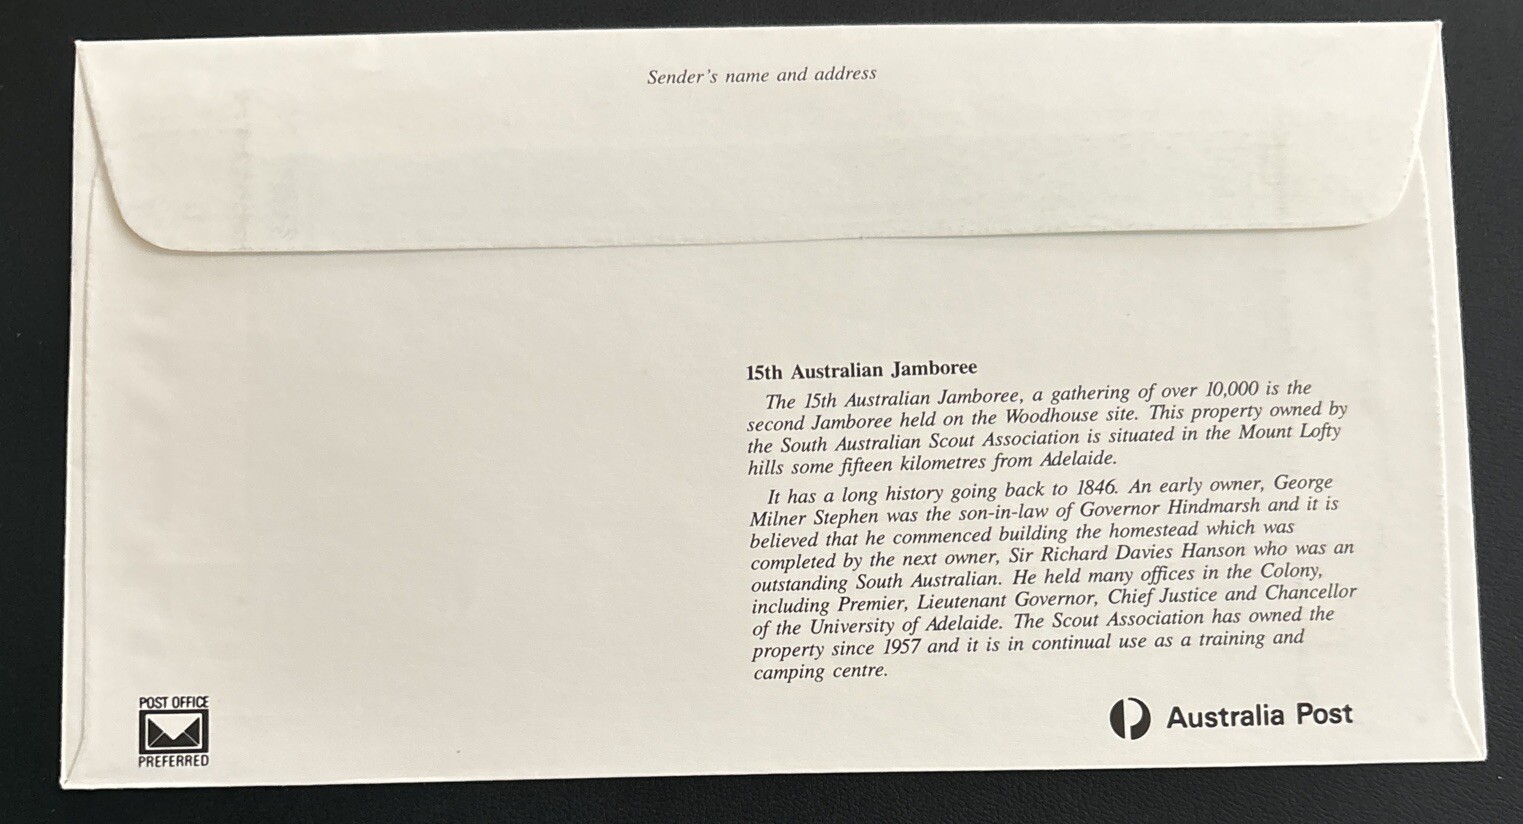 Sender's name and address
15th Australian Jamboree
The 15th Australian Jamboree, a gathering of over 10,000 is the
second Jamboree held on the Woodhouse site. This property owned by
the South Australian Scout Association is situated in the Mount Lofty
hills some fifteen kilometres from Adelaide.
It has a long history going back to 1846. An early owner, George
Milner Stephen was the son-in-law of Governor Hindmarsh and it is
believed that he commenced building the homestead which was
completed by the next owner, Sir Richard Davies Hanson who was an
outstanding South Australian. He held many offices in the Colony,
including Premier, Lieutenant Governor, Chief Justice and Chancellor
of the University of Adelaide. The Scout Association has owned the
property since 1957 and it is in continual use as a training and
camping centre.
POST OFFICE
PREFERRED
Australia Post